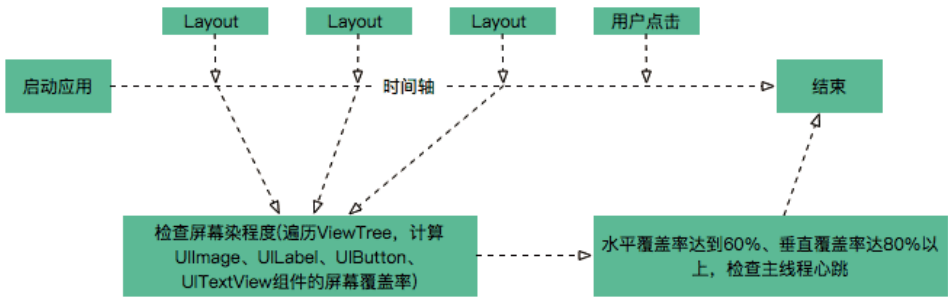 Layout
Layout
Layout
用户点击
启动应用
时间轴
结束
检查屏幕染程度(遍历ViewTree，计算
UIImage、UILabel、UIButton、
UITextView组件的屏幕覆盖率)
水平覆盖率达到60%、垂直覆盖率达80%以
上，检查主线程心跳